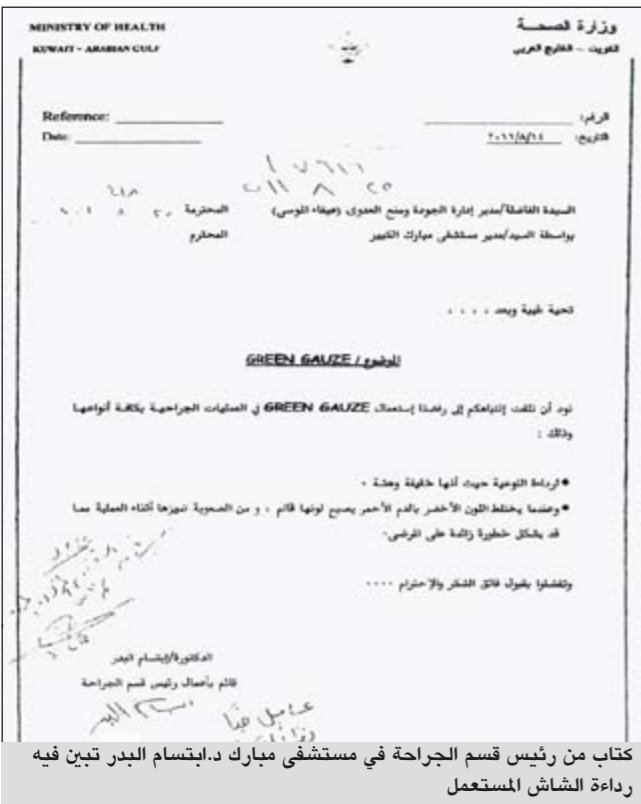 MINISTRY OF HEALTH
وزارة الصحـــة
KUWAIT - ARABIAN GULF
الكويت – الخليج العربي
Reference:
الرقم:
Date:
التاريخ: ٢٠١١/٨/١٤
السيدة الفاضلة/مدير إدارة الجودة ومنع العدوى (هيفاء الموسى) المحترمة
بواسطة السيد/مدير مستشفى مبارك الكبير المحترم
تحية طيبة وبعد ، ، ، ،
الموضوع / GREEN GAUZE
نود أن نلفت إنتباهكم إلى رفضنا إستعمال GREEN GAUZE في العمليات الجراحية بكافة أنواعها
وذلك :
• لرداءة النوعية حيث أنها خفيفة وهشة .
• وعندما يختلط اللون الأخضر بالدم الأحمر يصبح لونها قاتم ، و من الصعوبة تميزها أثناء العملية مما
قد يشكل خطورة زائدة على المرضى.
وتفضلوا بقبول فائق الشكر والإحترام ....
الدكتورة/إبتسام البدر
قائم بأعمال رئيس قسم الجراحة
كتاب من رئيس قسم الجراحة في مستشفى مبارك د.ابتسام البدر تبين فيه
رداءة الشاش المستعمل